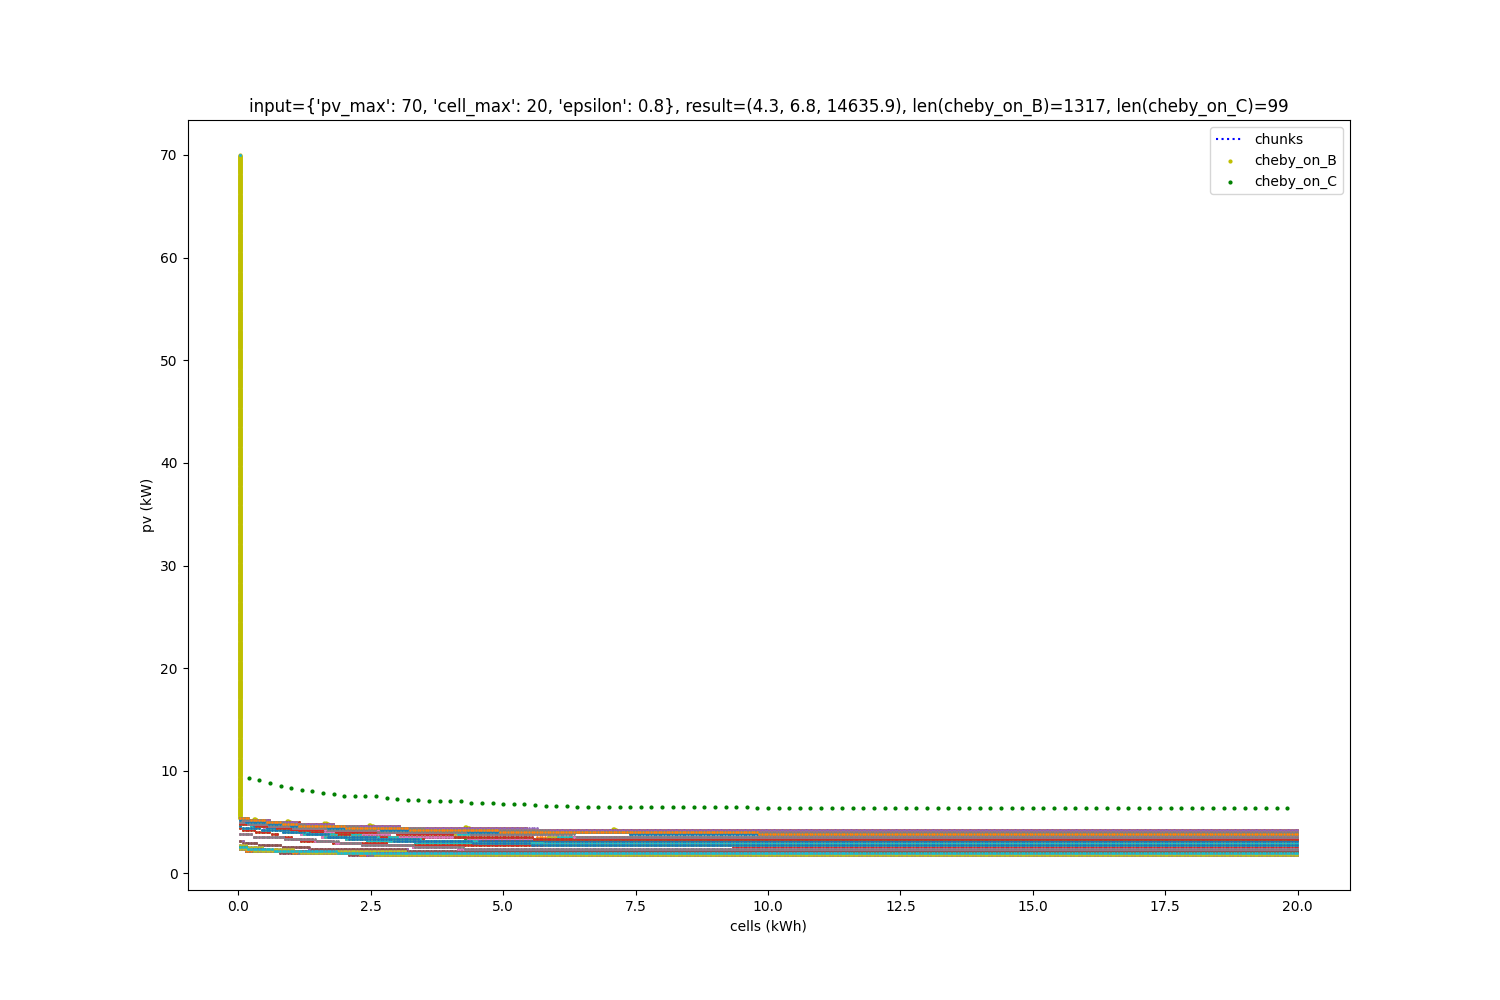 input={'pv_max': 70, 'cell_max': 20, 'epsilon': 0.8}, result=(4.3, 6.8, 14635.9), len(cheby_on_B)=1317, len(cheby_on_C)=99
chunks
cheby_on_B
cheby_on_C
70
60
50
40
30
20
10
0
pv (kW)
0.0 2.5 5.0 7.5 10.0 12.5 15.0 17.5 20.0
cells (kWh)